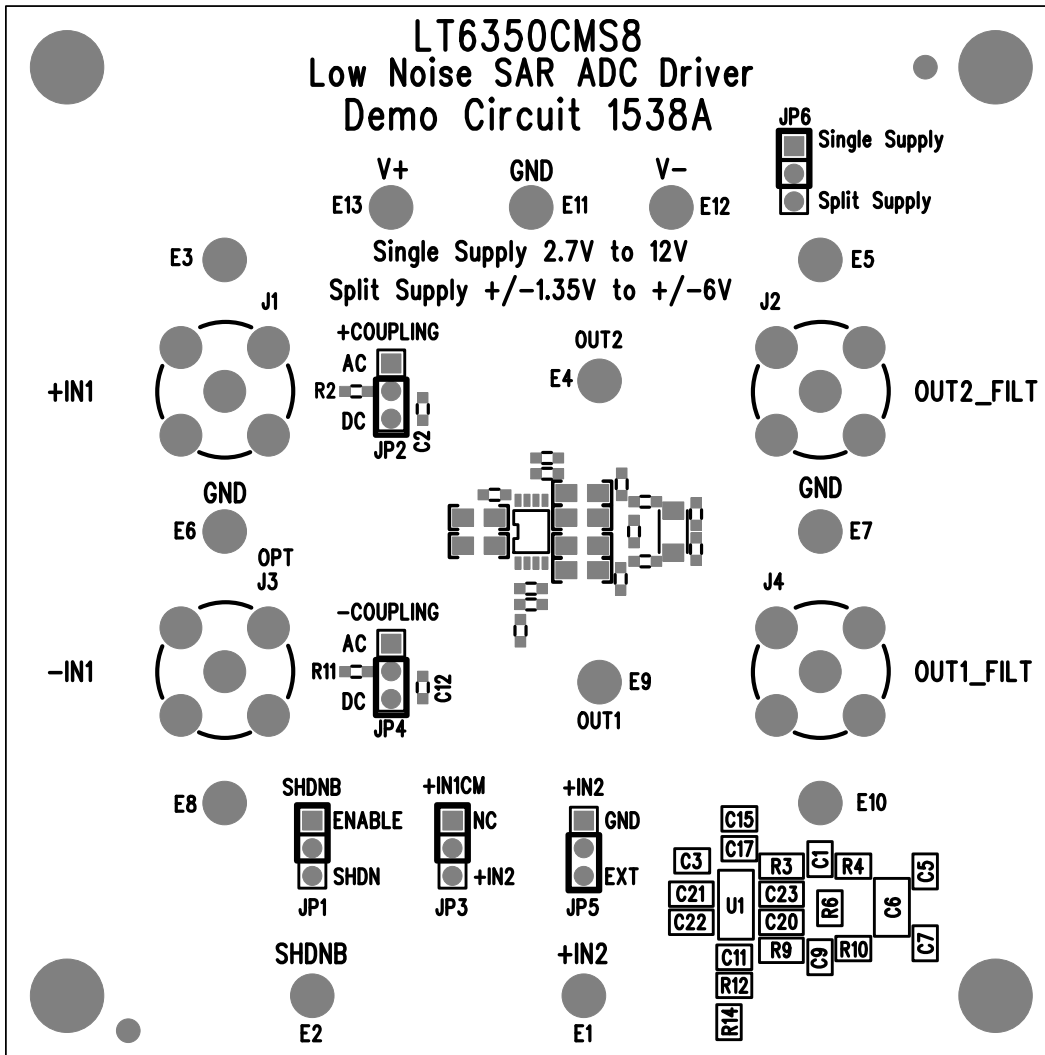 LT6350CMS8
Low Noise SAR ADC Driver
Demo Circuit 1538A
JP6
Single Supply
Split Supply
V+
GND
V-
E13
E11
E12
Single Supply 2.7V to 12V
Split Supply +/-1.35V to +/-6V
E3
E5
J1
J2
+COUPLING
AC
R2
DC
C2
JP2
OUT2
E4
+IN1
OUT2_FILT
GND
E6
GND
E7
OPT
J3
J4
-COUPLING
AC
R11
DC
C12
JP4
E9
OUT1
-IN1
OUT1_FILT
E8
E10
SHDNB
ENABLE
SHDN
JP1
+IN1CM
NC
+IN2
JP3
+IN2
GND
EXT
JP5
C15
C17
C3
R3
C1
R4
C5
C21
U1
C23
R6
C6
C22
C20
C11
R9
C9
R10
C7
R12
R14
SHDNB
E2
+IN2
E1